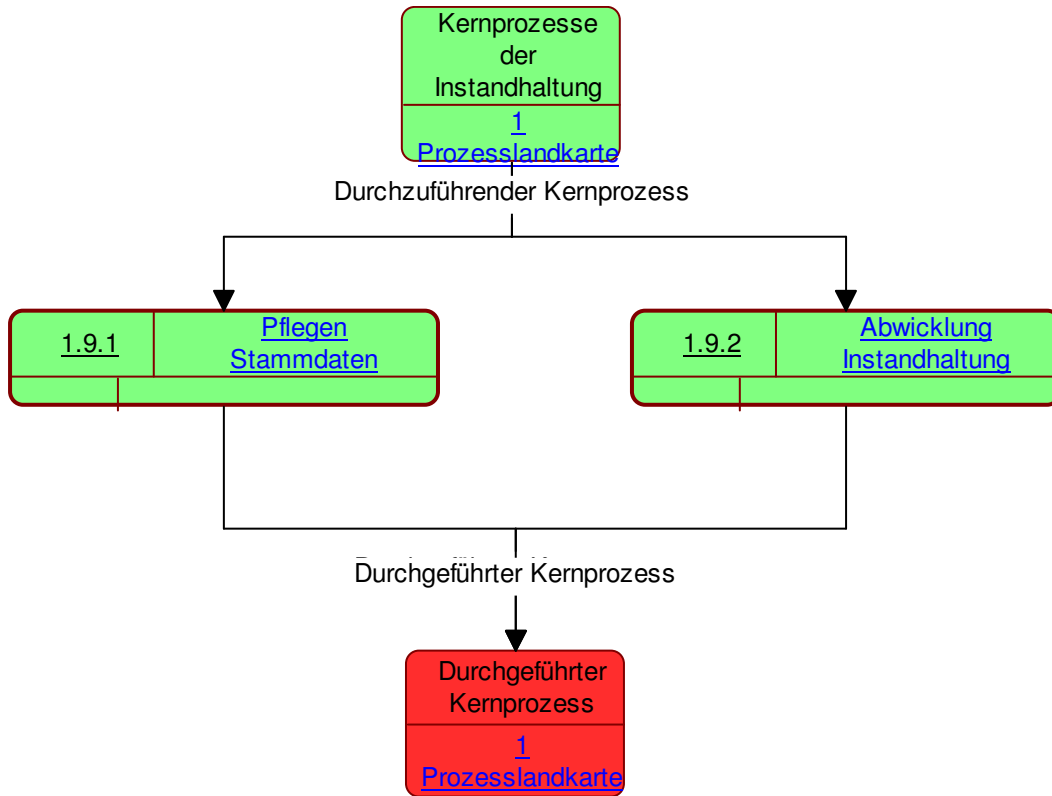 Kernprozesse
der
Instandhaltung
1
Prozesslandkarte
Durchzuführender Kernprozess
1.9.1
Pflegen
Stammdaten
1.9.2
Abwicklung
Instandhaltung
Durchgeführter Kernprozess
Durchgeführter
Kernprozess
1
Prozesslandkarte